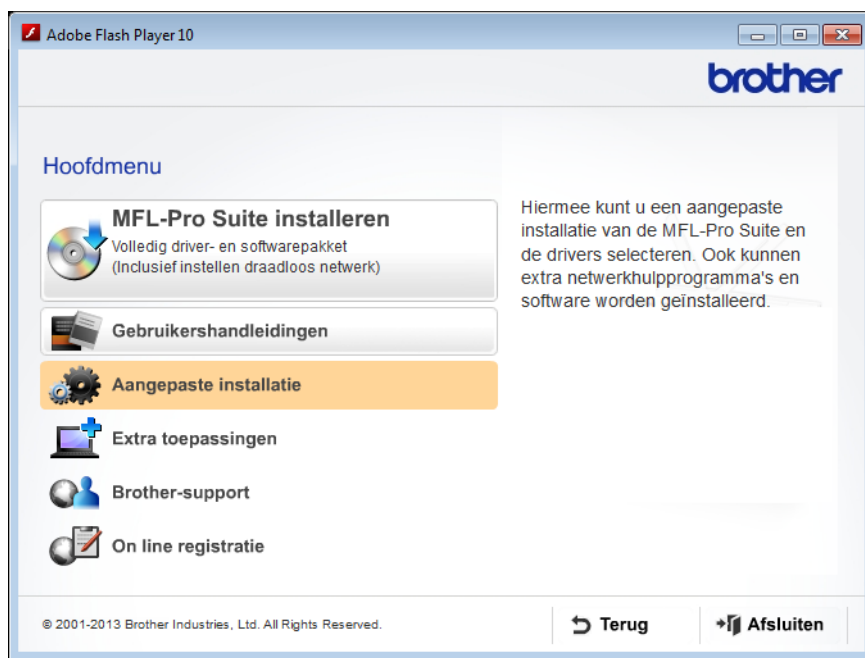 Adobe Flash Player 10
brother
Hoofdmenu
MFL-Pro Suite installeren
Volledig driver- en softwarepakket
(Inclusief instellen draadloos netwerk)
Gebruikershandleidingen
Aangepaste installatie
Extra toepassingen
Brother-support
On line registratie
Hiermee kunt u een aangepaste
installatie van de MFL-Pro Suite en
de drivers selecteren. Ook kunnen
extra netwerkhulpprogramma's en
software worden geïnstalleerd.
© 2001-2013 Brother Industries, Ltd. All Rights Reserved.
Terug
Afsluiten